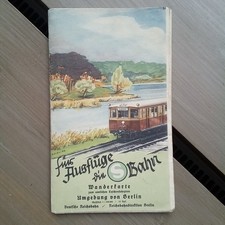 für
Ausflüge
die S Bahn
Wanderkarte
Umgebung von Berlin
Deutsche Reichsbahn Reichsbahndirektion Berlin